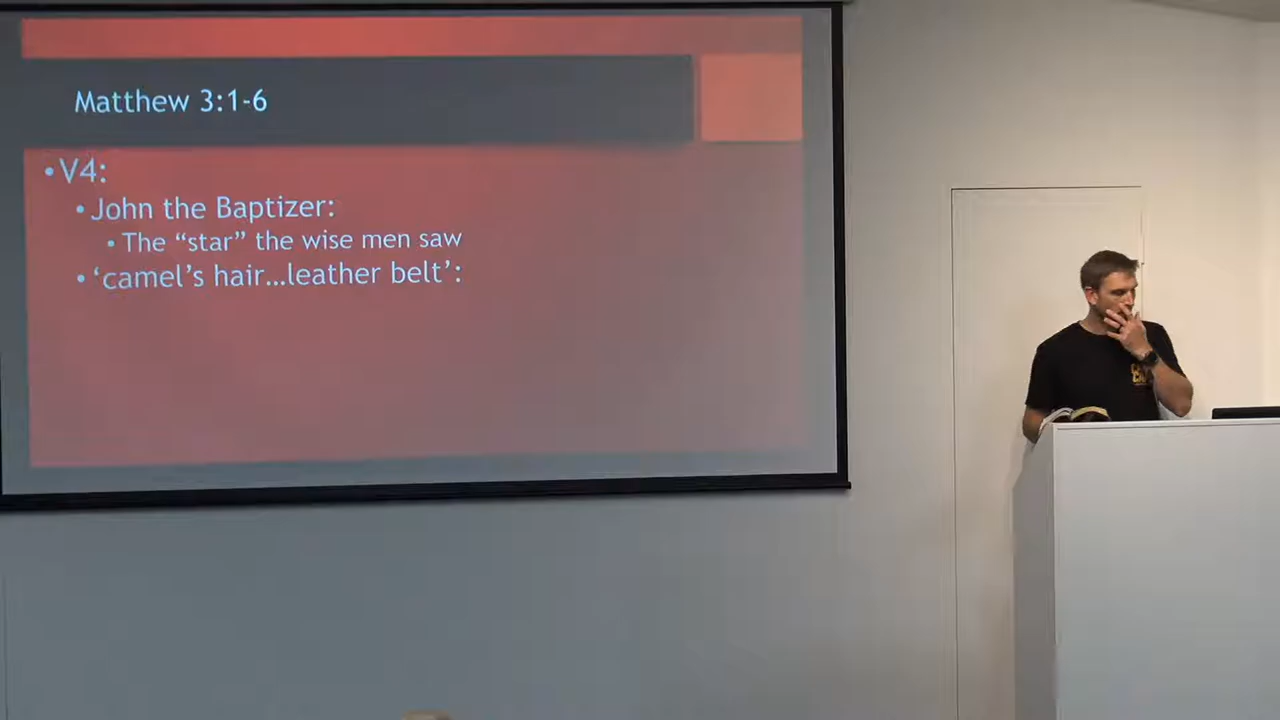 Matthew 3:1-6
•V4:
•John the Baptizer:
•The “star” the wise men saw
•‘camel’s hair…leather belt’: